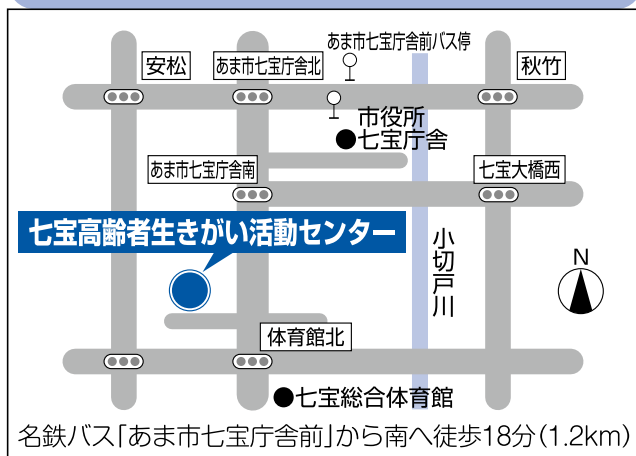 あま市七宝庁舎前バス停
安松
あま市七宝庁舎北
秋竹
市役所
七宝庁舎
あま市七宝庁舎南
七宝大橋西
七宝高齢者生きがい活動センター
小切戸川
N
体育館北
七宝総合体育館
名鉄バス「あま市七宝庁舎前」から南へ徒歩18分(1.2km)